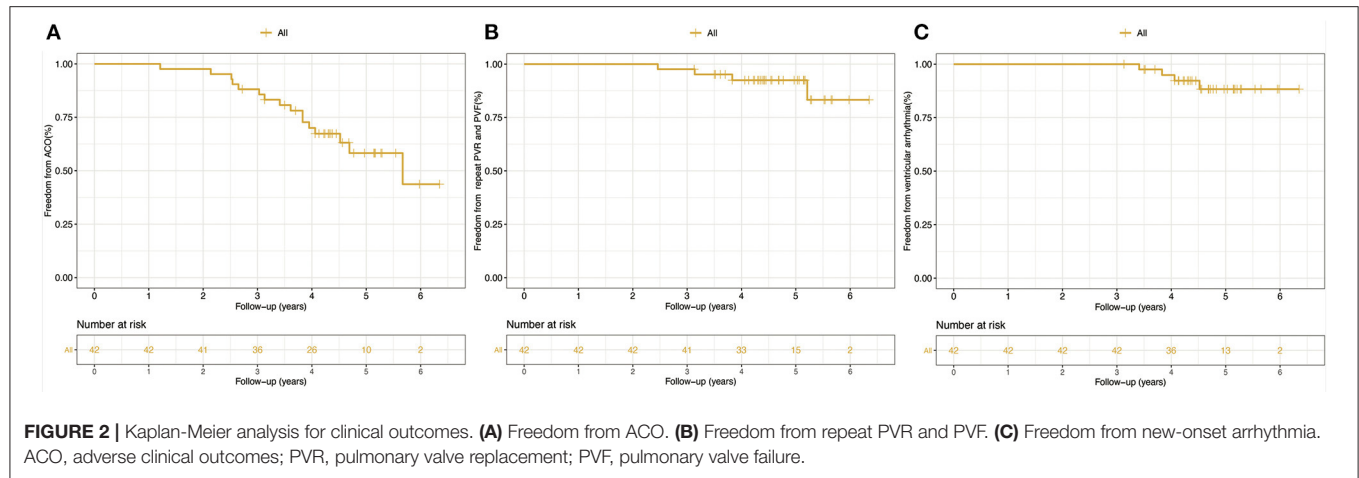 A
All
Freedom from ACO(%)
1.00
0.75
0.50
0.25
0.00
0 1 2 3 4 5 6
Follow-up (years)
Number at risk
All 42 42 41 36 26 10 2
0 1 2 3 4 5 6
Follow-up (years)
B
All
Freedom from repeat PVR and PVF(%)
1.00
0.75
0.50
0.25
0.00
0 1 2 3 4 5 6
Follow-up (years)
Number at risk
All 42 42 42 41 33 15 2
0 1 2 3 4 5 6
Follow-up (years)
C
All
Freedom from ventricular arrhythmia(%)
1.00
0.75
0.50
0.25
0.00
0 1 2 3 4 5 6
Follow-up (years)
Number at risk
All 42 42 42 42 36 13 2
0 1 2 3 4 5 6
Follow-up (years)
FIGURE 2 | Kaplan-Meier analysis for clinical outcomes. (A) Freedom from ACO. (B) Freedom from repeat PVR and PVF. (C) Freedom from new-onset arrhythmia.
ACO, adverse clinical outcomes; PVR, pulmonary valve replacement; PVF, pulmonary valve failure.